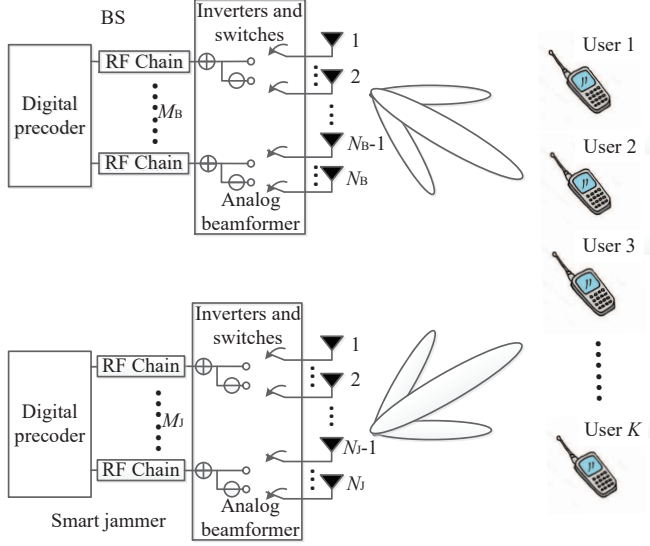 BS
Inverters and
switches
Digital
precoder
RF Chain
MB
RF Chain
Analog
beamformer
1
2
NB-1
NB
User 1
User 2
User 3
User K
Inverters and
switches
Digital
precoder
RF Chain
MJ
RF Chain
Analog
beamformer
1
2
NJ-1
NJ
Smart jammer